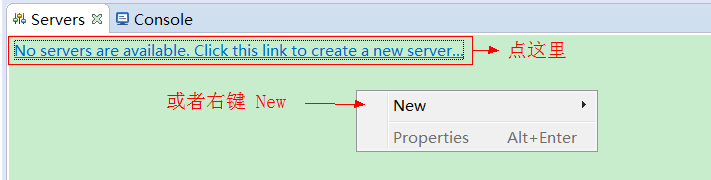 Servers Console
No servers are available. Click this link to create a new server... 点这里
或者右键 New New
Properties Alt+Enter